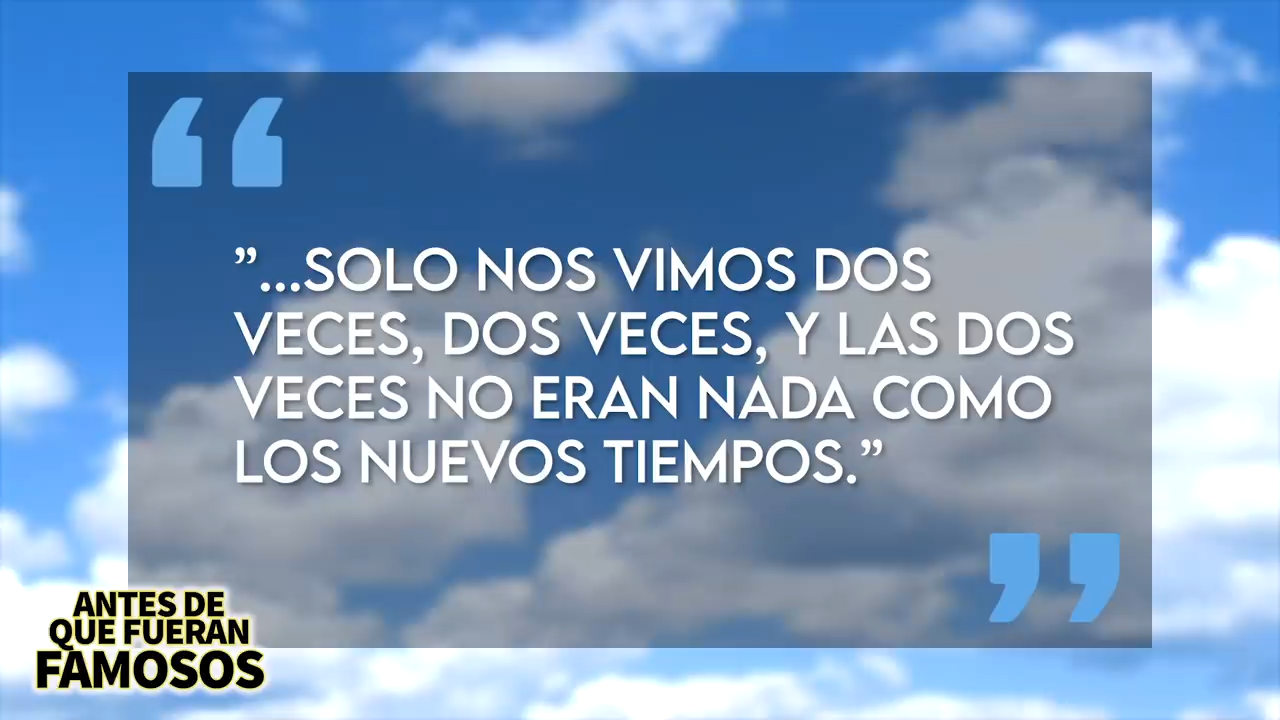 ”...SOLO NOS VIMOS DOS
VECES, DOS VECES, Y LAS DOS
VECES NO ERAN NADA COMO
LOS NUEVOS TIEMPOS.”
ANTES DE
QUE FUERAN
FAMOSOS